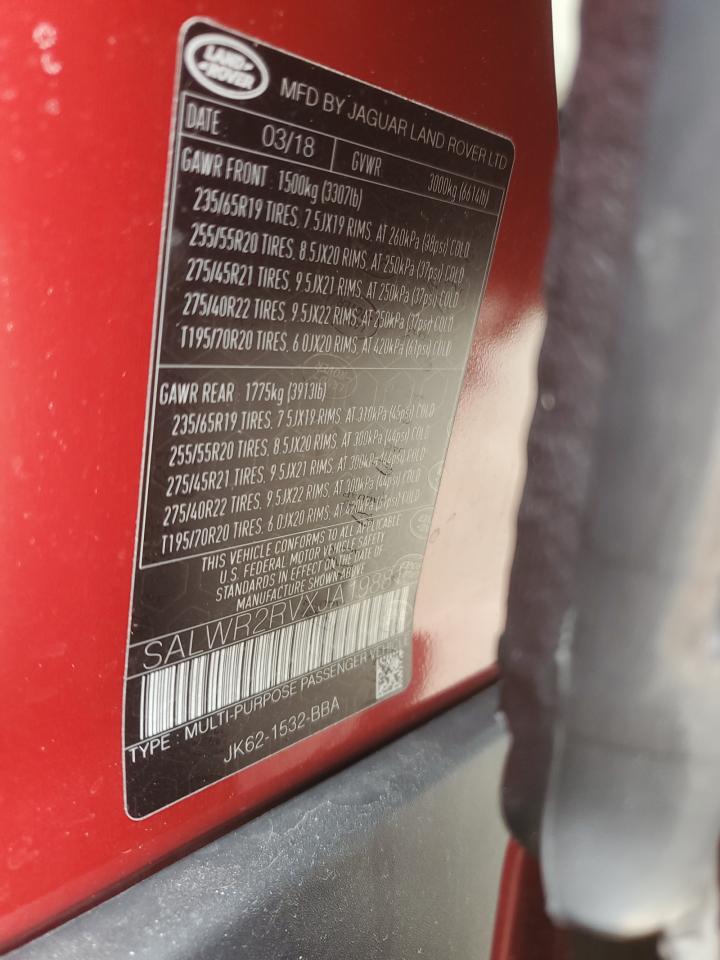 LAND ROVER
MFD BY JAGUAR LAND ROVER LTD
DATE 03/18 GVWR 3000kg (6614lb)
GAWR FRONT 1500kg (3307lb)
235/65R19 TIRES, 7.5JX19 RIMS, AT 260kPa (38psi) COLD
255/55R20 TIRES, 8.5JX20 RIMS, AT 250kPa (37psi) COLD
275/45R21 TIRES, 9.5JX21 RIMS, AT 250kPa (37psi) COLD
275/40R22 TIRES, 9.5JX22 RIMS, AT 250kPa (37psi) COLD
T195/70R20 TIRES, 6.0JX20 RIMS, AT 420kPa (61psi) COLD
GAWR REAR 1775kg (3913lb)
235/65R19 TIRES, 7.5JX19 RIMS, AT 310kPa (45psi) COLD
255/55R20 TIRES, 8.5JX20 RIMS, AT 300kPa (44psi) COLD
275/45R21 TIRES, 9.5JX21 RIMS, AT 300kPa (44psi) COLD
275/40R22 TIRES, 9.5JX22 RIMS, AT 300kPa COLD
T195/70R20 TIRES, 6.0JX20 RIMS, AT 420kPa COLD
THIS VEHICLE CONFORMS TO ALL APPLICABLE
U.S. FEDERAL MOTOR VEHICLE SAFETY
STANDARDS IN EFFECT ON THE DATE OF
MANUFACTURE SHOWN ABOVE
TYPE : MULTI-PURPOSE PASSENGER VEHICLE
JK62-1532-BBA